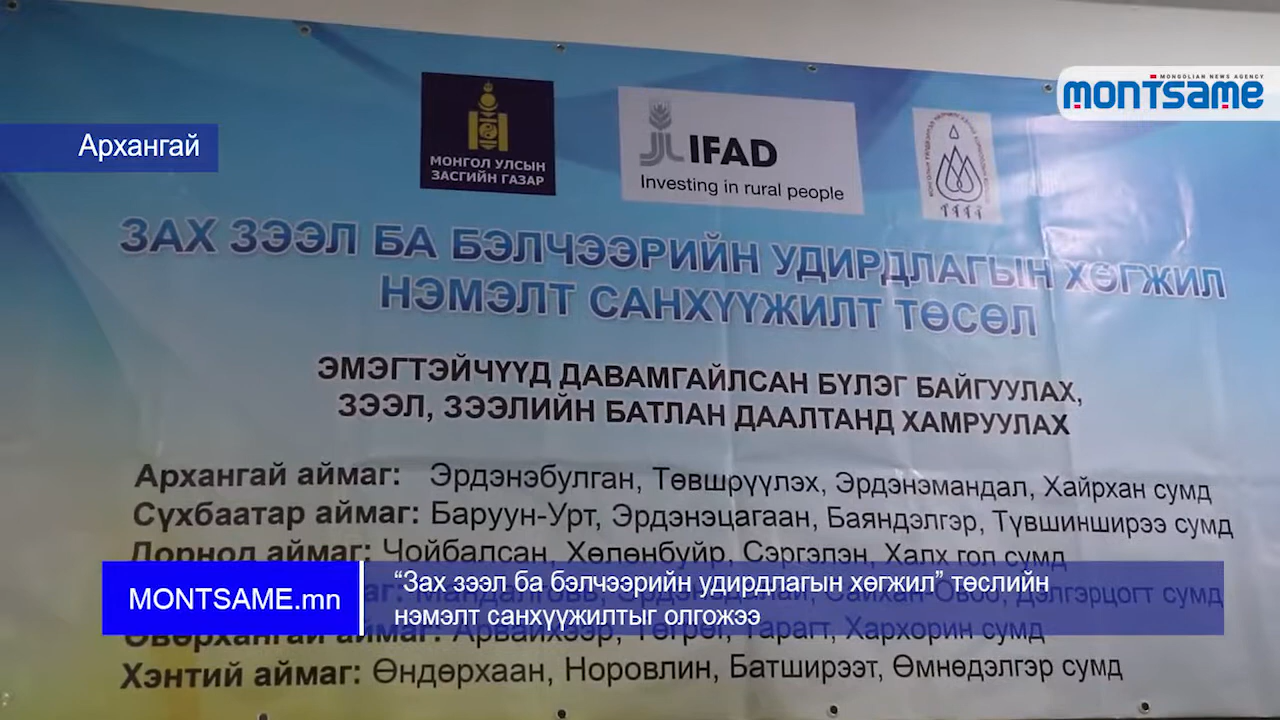 MONGOLIAN NEWS AGENCY
MONTSAME
Архангай
МОНГОЛ УЛСЫН
ЗАСГИЙН ГАЗАР
IFAD
Investing in rural people
ЗАХ ЗЭЭЛ БА БЭЛЧЭЭРИЙН УДИРДЛАГЫН ХӨГЖИЛ
НЭМЭЛТ САНХҮҮЖИЛТ ТӨСӨЛ
ЭМЭГТЭЙЧҮҮД ДАВАМГАЙЛСАН БҮЛЭГ БАЙГУУЛАХ,
ЗЭЭЛ, ЗЭЭЛИЙН БАТЛАН ДААЛТАНД ХАМРУУЛАХ
Архангай аймаг: Эрдэнэбулган, Төвшрүүлэх, Эрдэнэмандал, Хайрхан сумд
Сүхбаатар аймаг: Баруун-Урт, Эрдэнэцагаан, Баяндэлгэр, Түвшинширээ сумд
Дорнод аймаг: Чойбалсан, Хөлөнбуйр, Сэргэлэн, Халх гол сумд
Сайхан-Овоо, Дэлгэрцогт сумд
Өвөрхангай аймаг: Арвайхээр, Төгрөг, Тарагт, Хархорин сумд
Хэнтий аймаг: Өндөрхаан, Норовлин, Батширээт, Өмнөдэлгэр сумд
MONTSAME.mn
“Зах зээл ба бэлчээрийн удирдлагын хөгжил” төслийн
нэмэлт санхүүжилтыг олгожээ